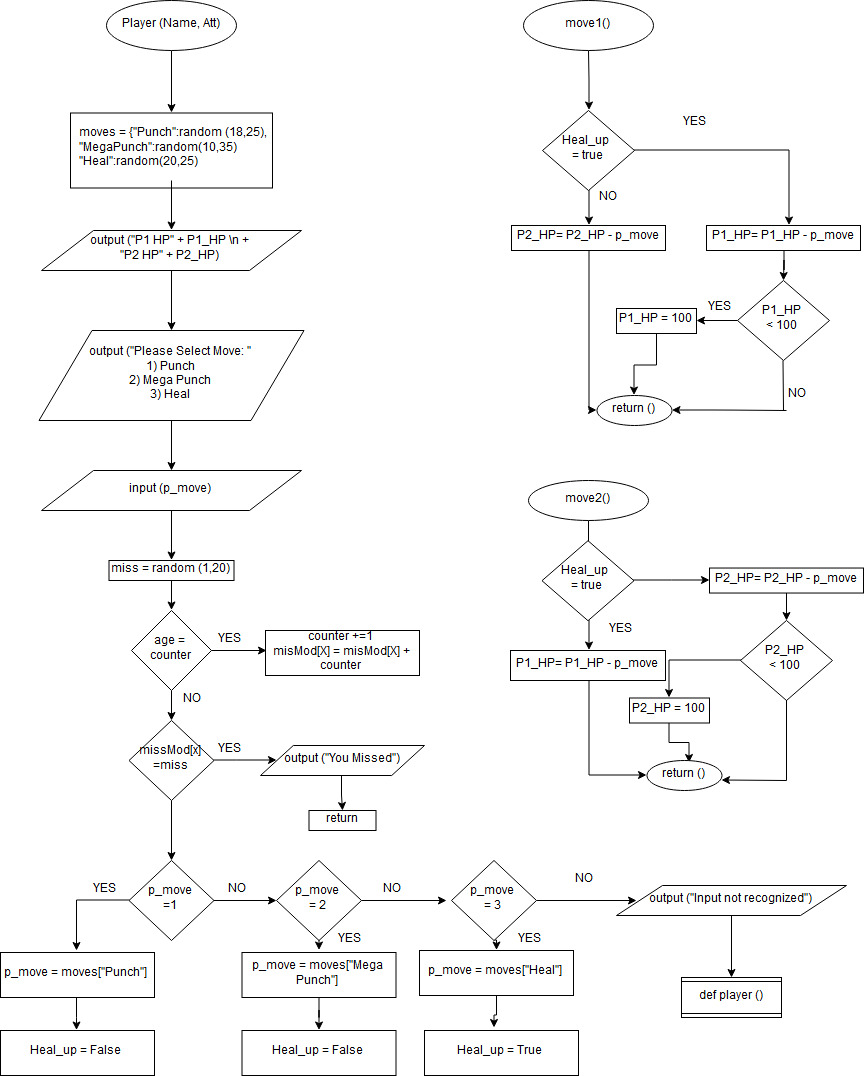 Player (Name, Att)
moves = {"Punch":random (18,25),
"MegaPunch":random(10,35)
"Heal":random(20,25)
output ("P1 HP" + P1_HP \n +
"P2 HP" + P2_HP)
output ("Please Select Move: "
1) Punch
2) Mega Punch
3) Heal
input (p_move)
miss = random (1,20)
age =
counter
YES
counter +=1
misMod[X] = misMod[X] +
counter
NO
missMod[x]
=miss
YES
output ("You Missed")
return
p_move
=1
YES
NO
p_move
= 2
NO
YES
p_move
= 3
NO
YES
output ("Input not recognized")
def player ()
p_move = moves["Punch"]
Heal_up = False
p_move = moves["Mega
Punch"]
Heal_up = False
p_move = moves["Heal"]
Heal_up = True
move1()
Heal_up
= true
YES
NO
P2_HP= P2_HP - p_move
P1_HP= P1_HP - p_move
P1_HP
< 100
YES
P1_HP = 100
NO
return ()
move2()
Heal_up
= true
YES
P2_HP= P2_HP - p_move
P1_HP= P1_HP - p_move
P2_HP
< 100
P2_HP = 100
return ()